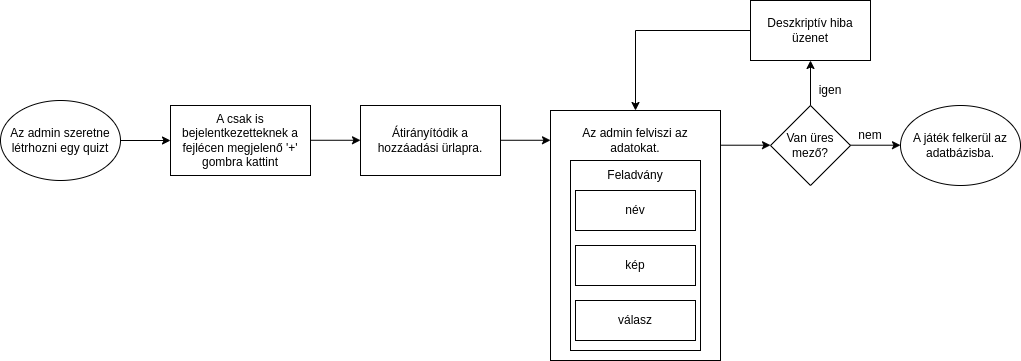 Az admin szeretne
létrhozni egy quizt
A csak is
bejelentkezetteknek a
fejlécen megjelenő '+'
gombra kattint
Átirányítódik a
hozzáadási ürlapra.
Az admin felviszi az
adatokat.
Feladvány
név
kép
válasz
Van üres
mező?
igen
Deszkriptív hiba
üzenet
nem
A játék felkerül az
adatbázisba.